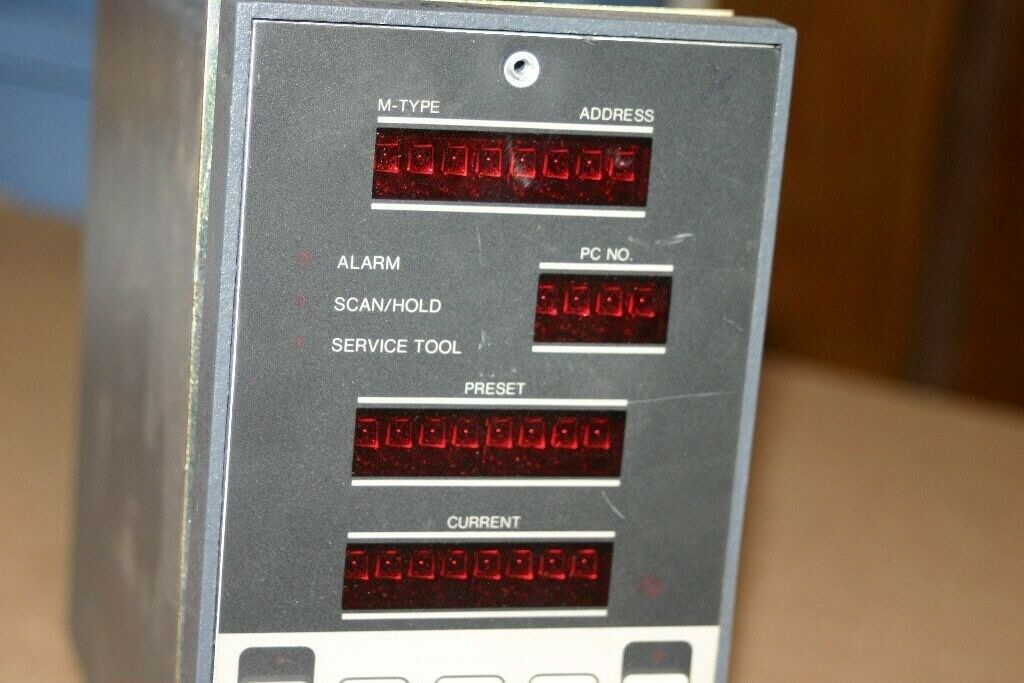 M-TYPE ADDRESS
ALARM
PC NO.
SCAN/HOLD
SERVICE TOOL
PRESET
CURRENT